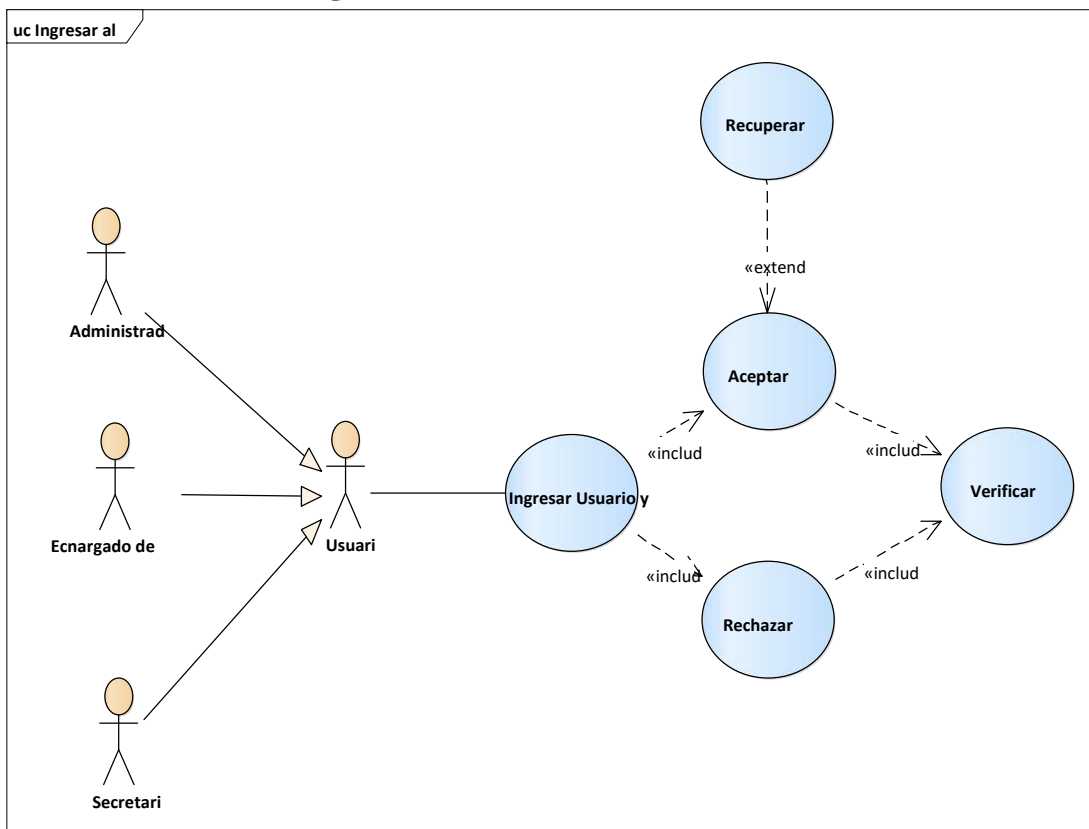 uc Ingresar al
Recuperar
«extend
Administrad
Aceptar
«includ
«includ
Ingresar Usuario y
Verificar
Ecnargado de
Usuari
«includ
«includ
Rechazar
Secretari